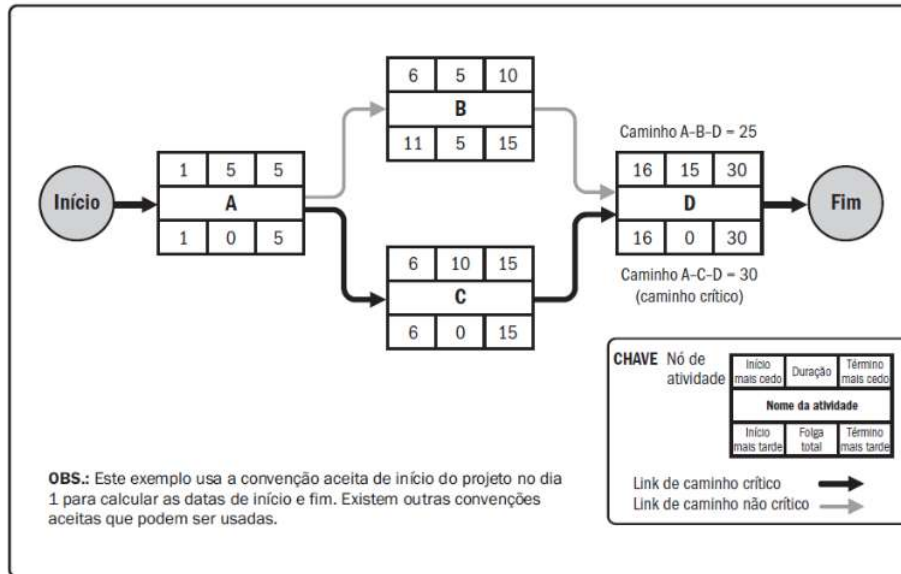 6 5 10
B
11 5 15
Caminho A-B-D = 25
Início
1 5 5
A
1 0 5
16 15 30
D
16 0 30
Fim
6 10 15
C
6 0 15
Caminho A-C-D = 30
(caminho crítico)
CHAVE Nó de
atividade
Início
mais cedo
Duração
Término
mais cedo
Nome da atividade
Início
mais tarde
Folga
total
Término
mais tarde
OBS.: Este exemplo usa a convenção aceita de início do projeto no dia
1 para calcular as datas de início e fim. Existem outras convenções
aceitas que podem ser usadas.
Link de caminho crítico
Link de caminho não crítico